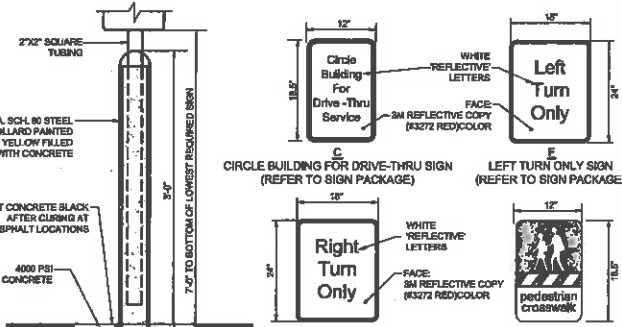 2"X2" SQUARE
TUBING
A. SCH. 80 STEEL
OLLARD PAINTED
YELLOW FILLED
WITH CONCRETE
T CONCRETE BLACK
AFTER CURING AT
SPHALT LOCATIONS
4000 PSI
CONCRETE
3'-0"
7'-0" TO BOTTOM OF LOWEST REQUIRED SIGN
12"
18.5"
Circle
Building
For
Drive -Thru
Service
WHITE
'REFLECTIVE'
LETTERS
FACE:
3M REFLECTIVE COPY
(#3272 RED)COLOR
C
CIRCLE BUILDING FOR DRIVE-THRU SIGN
(REFER TO SIGN PACKAGE)
18"
24"
Left
Turn
Only
LEFT TURN ONLY SIGN
(REFER TO SIGN PACKAGE
18"
24"
Right
Turn
Only
WHITE
'REFLECTIVE'
LETTERS
FACE:
3M REFLECTIVE COPY
(#3272 RED)COLOR
12"
18.5"
pedestrian
crosswalk